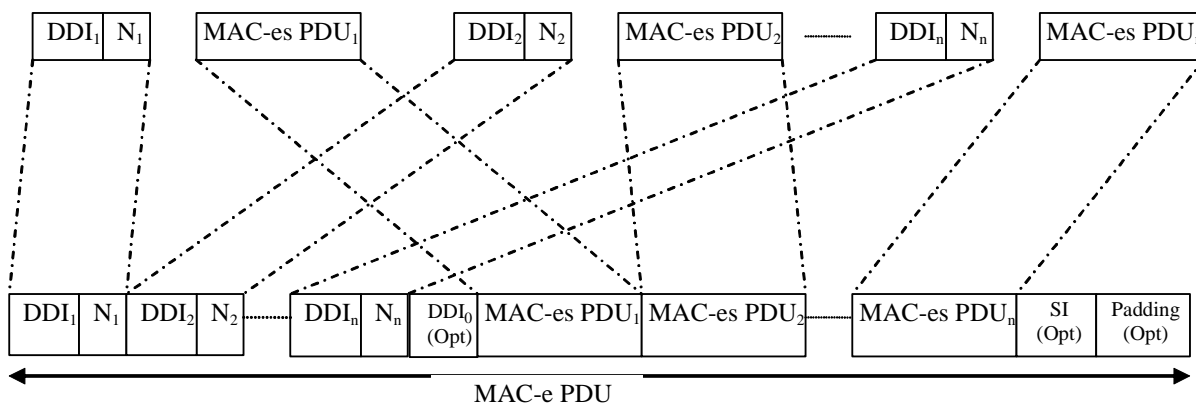 DDI₁ N₁ MAC-es PDU₁ DDI₂ N₂ MAC-es PDU₂ DDIₙ Nₙ MAC-es PDU
DDI₁ N₁ DDI₂ N₂ DDIₙ Nₙ DDI₀ (Opt) MAC-es PDU₁ MAC-es PDU₂ MAC-es PDUₙ SI (Opt) Padding (Opt)
MAC-e PDU